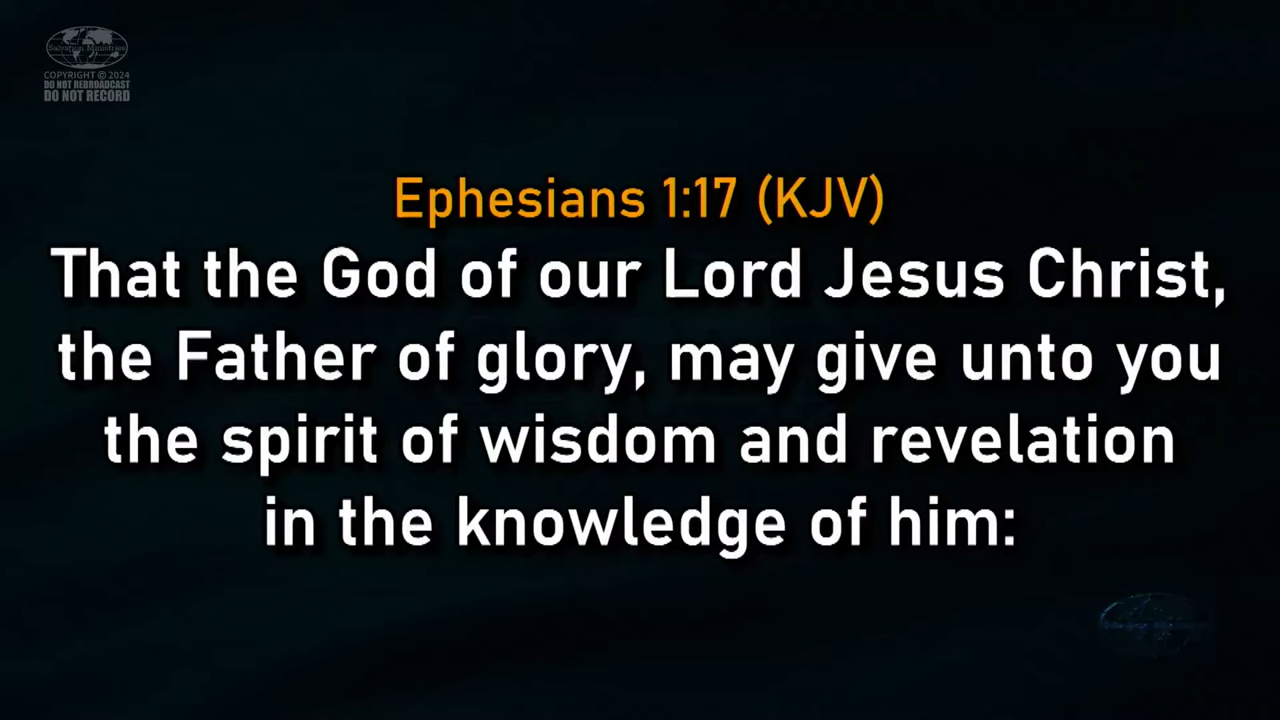 Salvation Ministries
COPYRIGHT © 2024
DO NOT REBROADCAST
DO NOT RECORD
Ephesians 1:17 (KJV)
That the God of our Lord Jesus Christ,
the Father of glory, may give unto you
the spirit of wisdom and revelation
in the knowledge of him: